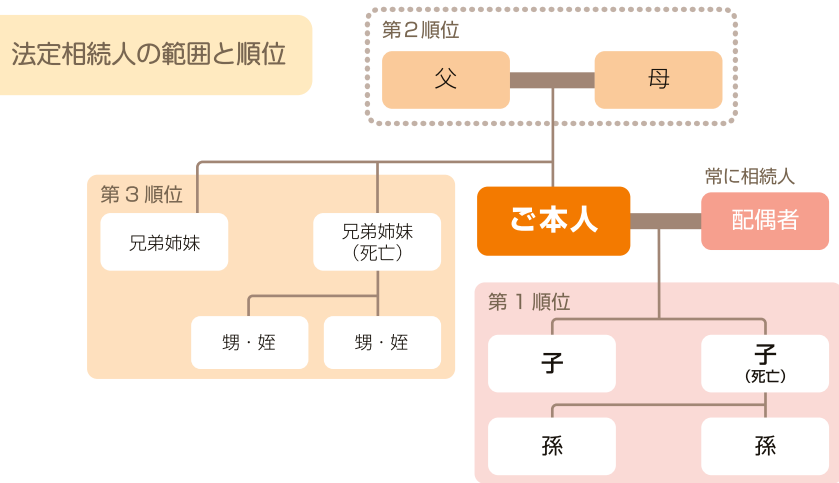 法定相続人の範囲と順位
第2順位
父
母
常に相続人
ご本人
配偶者
第3順位
兄弟姉妹
兄弟姉妹
（死亡）
甥・姪
甥・姪
第1順位
子
子
（死亡）
孫
孫